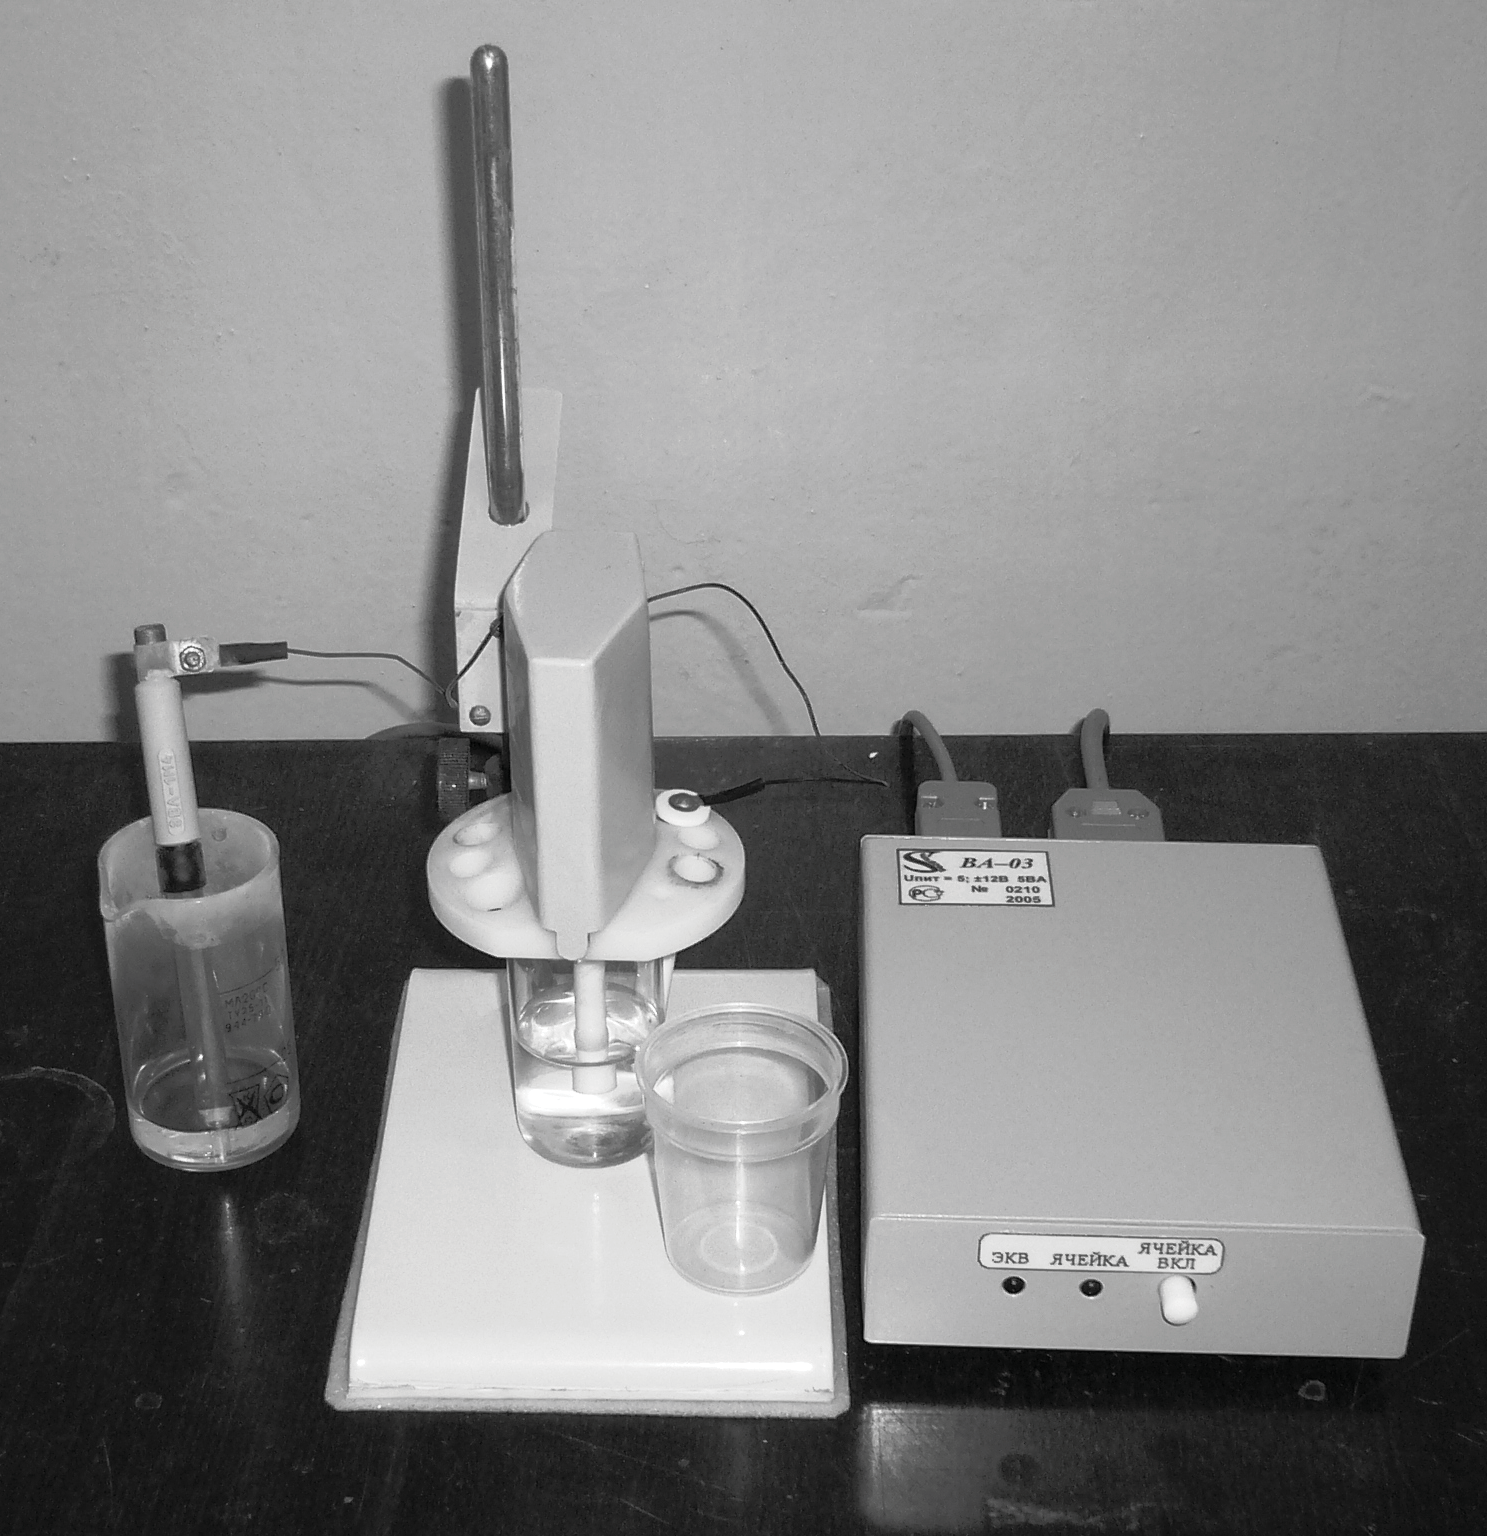 ВА–03
Uпит = 5; ±12В 5ВА
№ 0210
2005
ЭКВ
ЯЧЕЙКА
ЯЧЕЙКА
ВКЛ